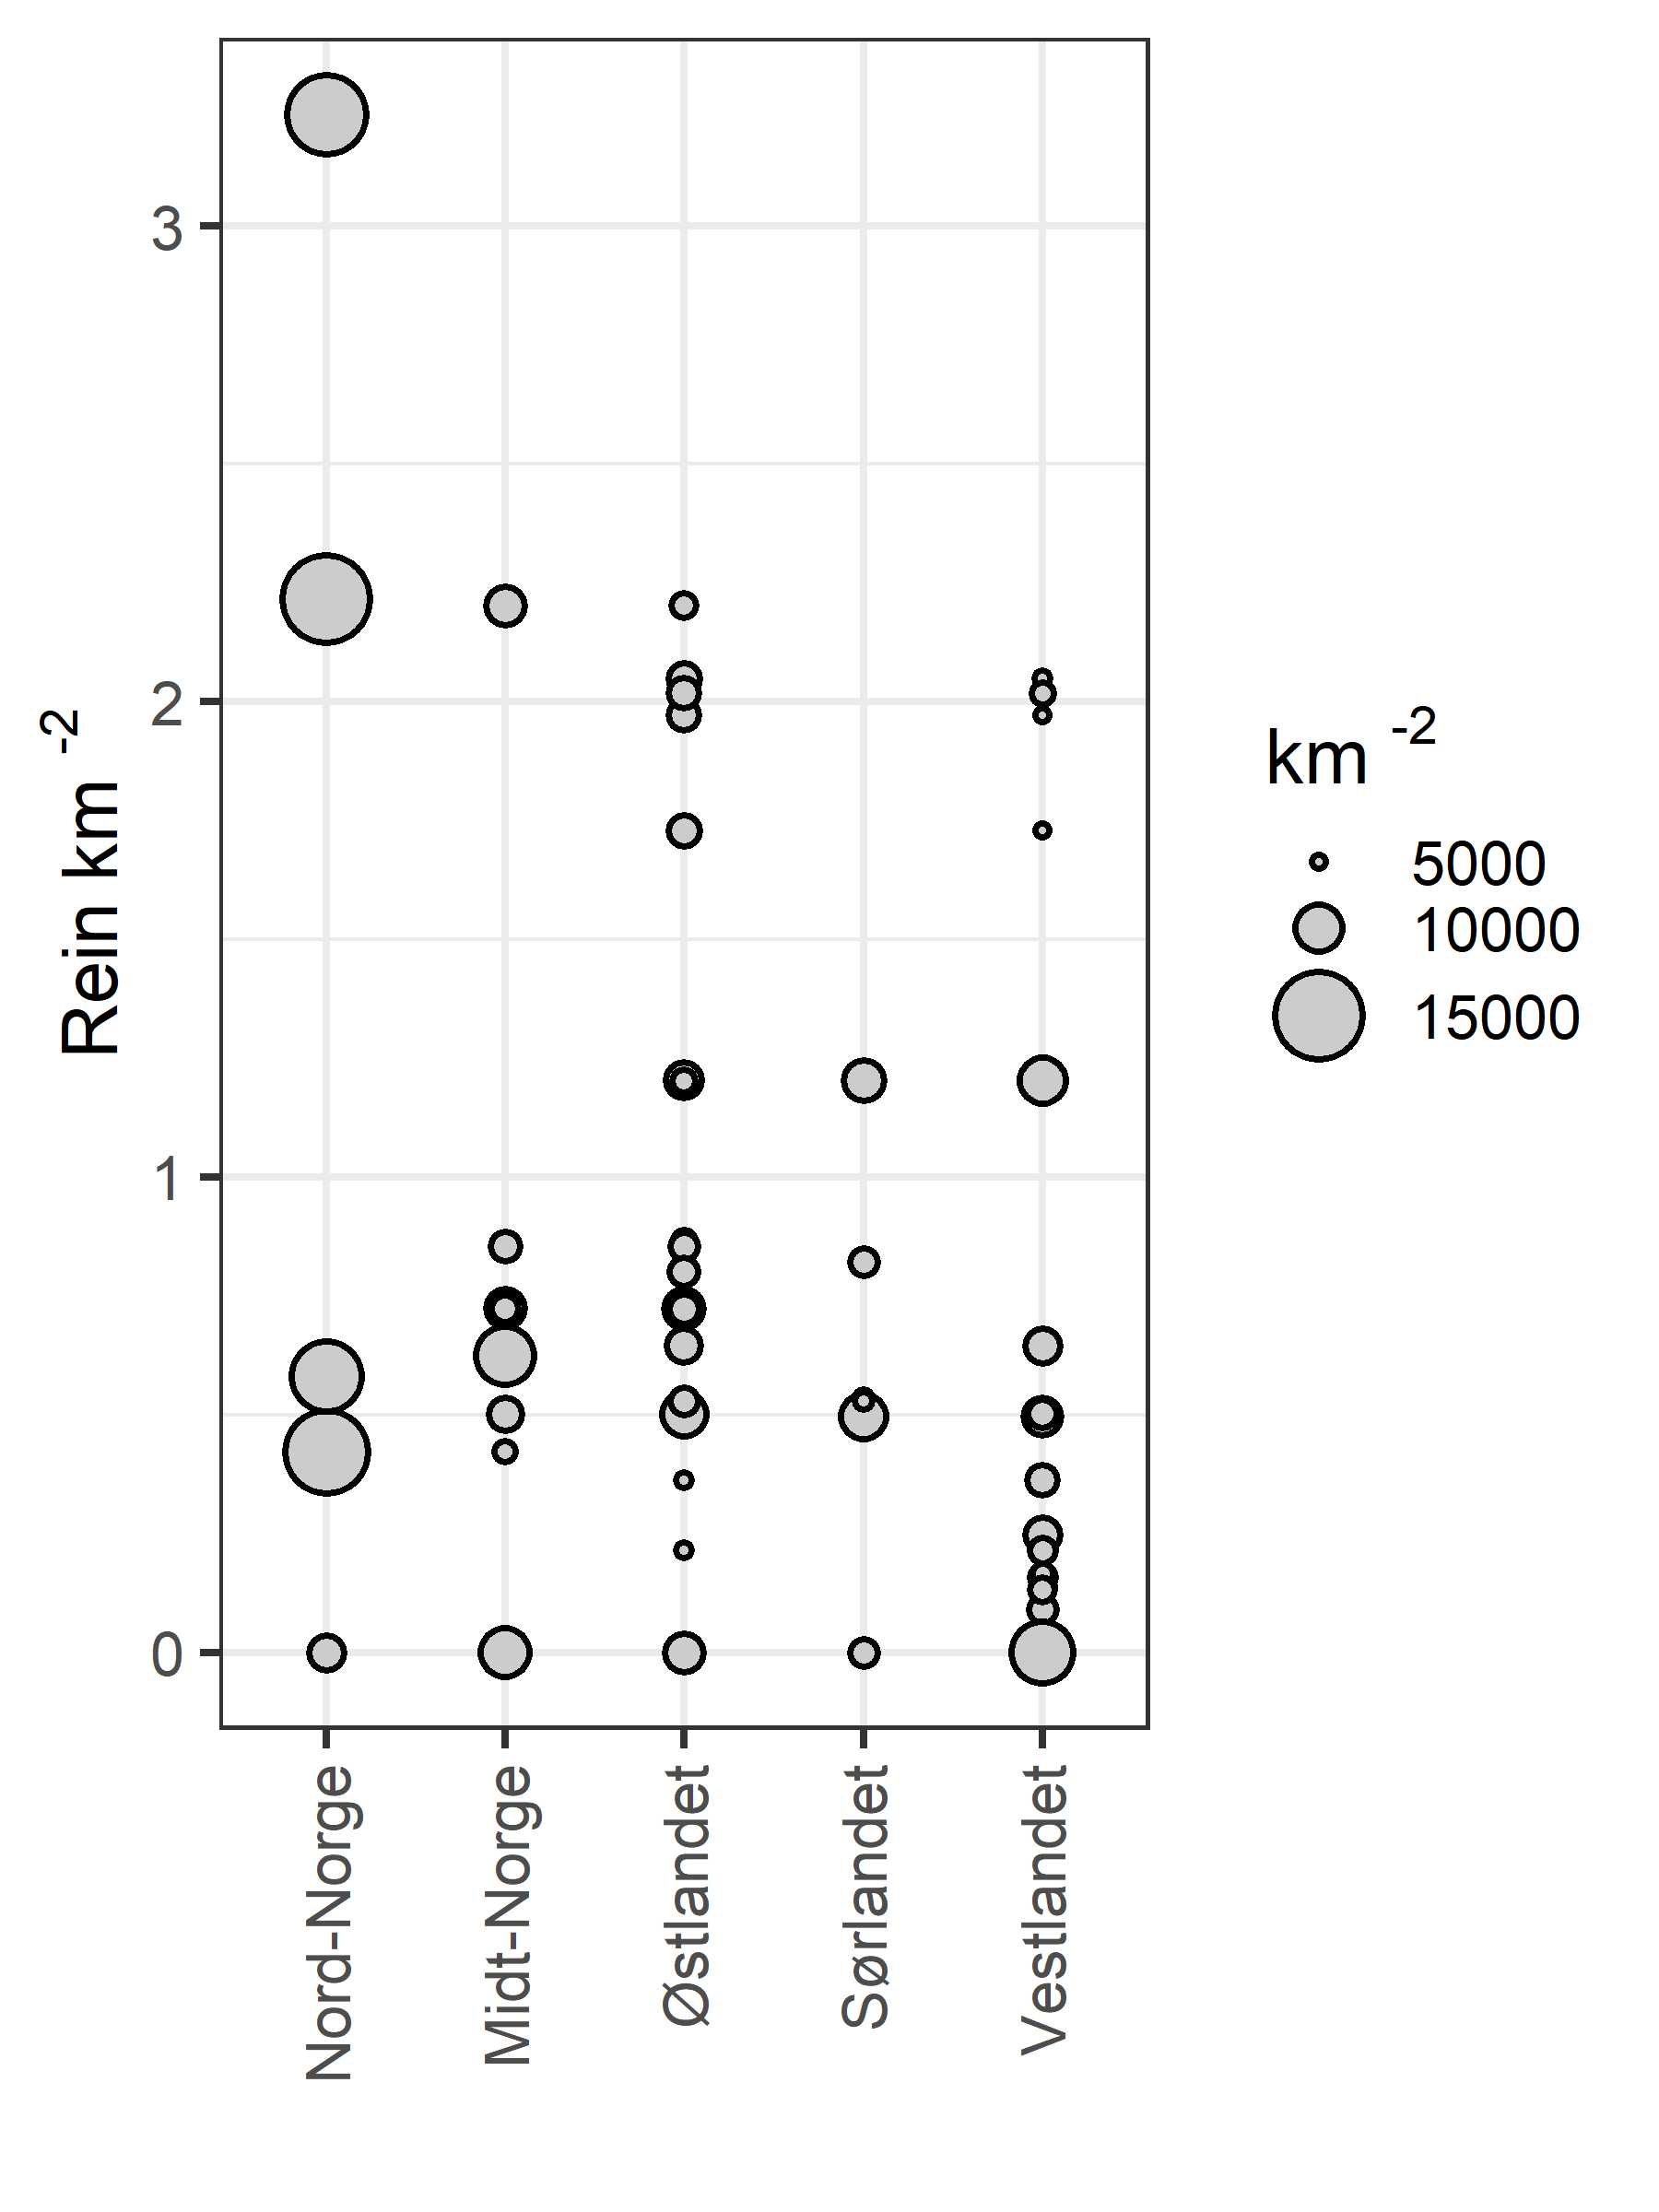 Rein km -2
3
2
1
0
Nord-Norge
Midt-Norge
Østlandet
Sørlandet
Vestlandet
km -2
5000
10000
15000